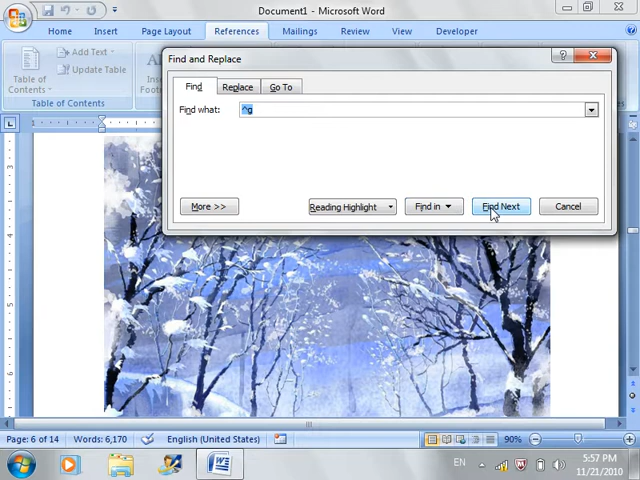 Document1 - Microsoft Word
Home Insert Page Layout References Mailings Review View Developer
Table of Contents
Add Text
Update Table
Table of Contents
Find and Replace
Find Replace Go To
Find what: ^g
More >> Reading Highlight Find in Find Next Cancel
Page: 6 of 14 Words: 6,170 English (United States) 90%
EN 5:57 PM
11/21/2010